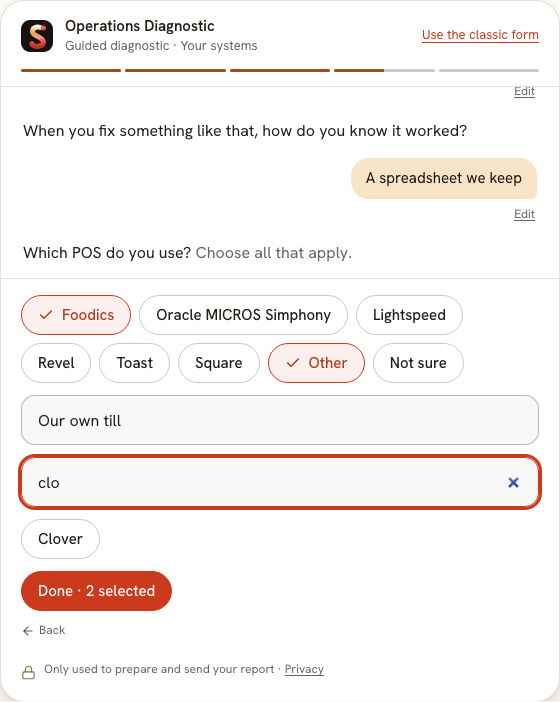 Operations Diagnostic
Guided diagnostic · Your systems
Use the classic form
Edit
When you fix something like that, how do you know it worked?
A spreadsheet we keep
Edit
Which POS do you use? Choose all that apply.
Foodics
Oracle MICROS Simphony
Lightspeed
Revel
Toast
Square
Other
Not sure
Our own till
clo
Clover
Done · 2 selected
Back
Only used to prepare and send your report · Privacy